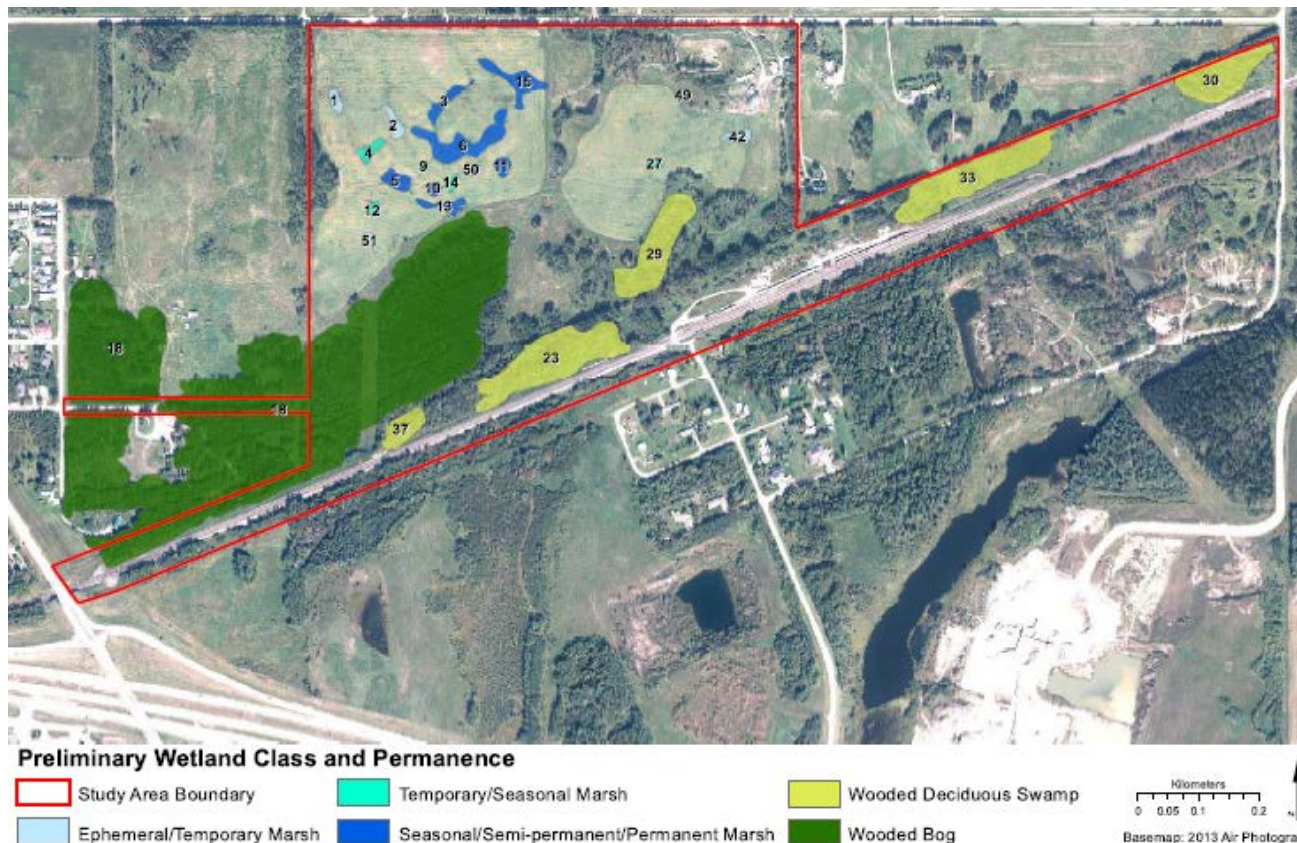 15
30
49
1
3
2
42
6
4
9
50
11
27
5
10
14
33
12
13
51
29
18
23
18
37
Preliminary Wetland Class and Permanence
Study Area Boundary
Temporary/Seasonal Marsh
Wooded Deciduous Swamp
Ephemeral/Temporary Marsh
Seasonal/Semi-permanent/Permanent Marsh
Wooded Bog
Kilometers
0 0.05 0.1 0.2
Basemap: 2013 Air Photogra